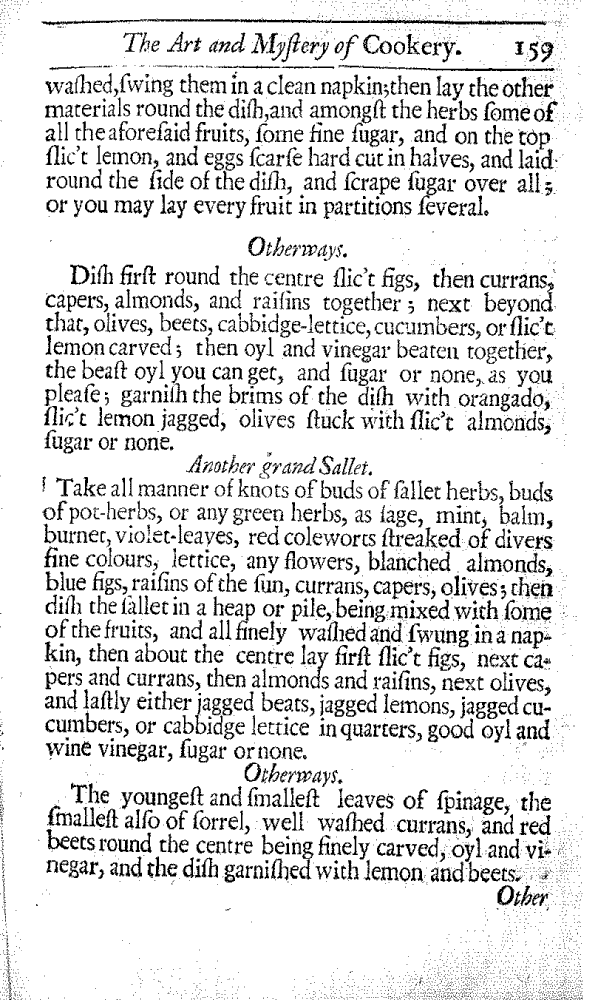 The Art and Myſtery of Cookery. 159
waſhed,ſwing them in a clean napkin;then lay the other
materials round the diſh,and amongſt the herbs ſome of
all the aforeſaid fruits, ſome fine ſugar, and on the top
ſlic't lemon, and eggs ſcarſe hard cut in halves, and laid
round the ſide of the diſh, and ſcrape ſugar over all;
or you may lay every fruit in partitions ſeveral.
Otherways.
Diſh firſt round the centre ſlic't figs, then currans,
capers, almonds, and raiſins together; next beyond
that, olives, beets, cabbidge-lettice, cucumbers, or ſlic't
lemon carved; then oyl and vinegar beaten together,
the beaſt oyl you can get, and ſugar or none, as you
pleaſe; garniſh the brims of the diſh with orangado,
ſlic't lemon jagged, olives ſtuck with ſlic't almonds,
ſugar or none.
Another grand Sallet.
Take all manner of knots of buds of ſallet herbs, buds
of pot-herbs, or any green herbs, as ſage, mint, balm,
burnet, violet-leaves, red coleworts ſtreaked of divers
fine colours, lettice, any flowers, blanched almonds,
blue figs, raiſins of the ſun, currans, capers, olives; then
diſh the ſallet in a heap or pile, being mixed with ſome
of the fruits, and all finely waſhed and ſwung in a nap-
kin, then about the centre lay firſt ſlic't figs, next ca-
pers and currans, then almonds and raiſins, next olives,
and laſtly either jagged beats, jagged lemons, jagged cu-
cumbers, or cabbidge lettice in quarters, good oyl and
wine vinegar, ſugar or none.
Otherways.
The youngeſt and ſmalleſt leaves of ſpinage, the
ſmalleſt alſo of ſorrel, well waſhed currans, and red
beets round the centre being finely carved, oyl and vi-
negar, and the diſh garniſhed with lemon and beets.
Other